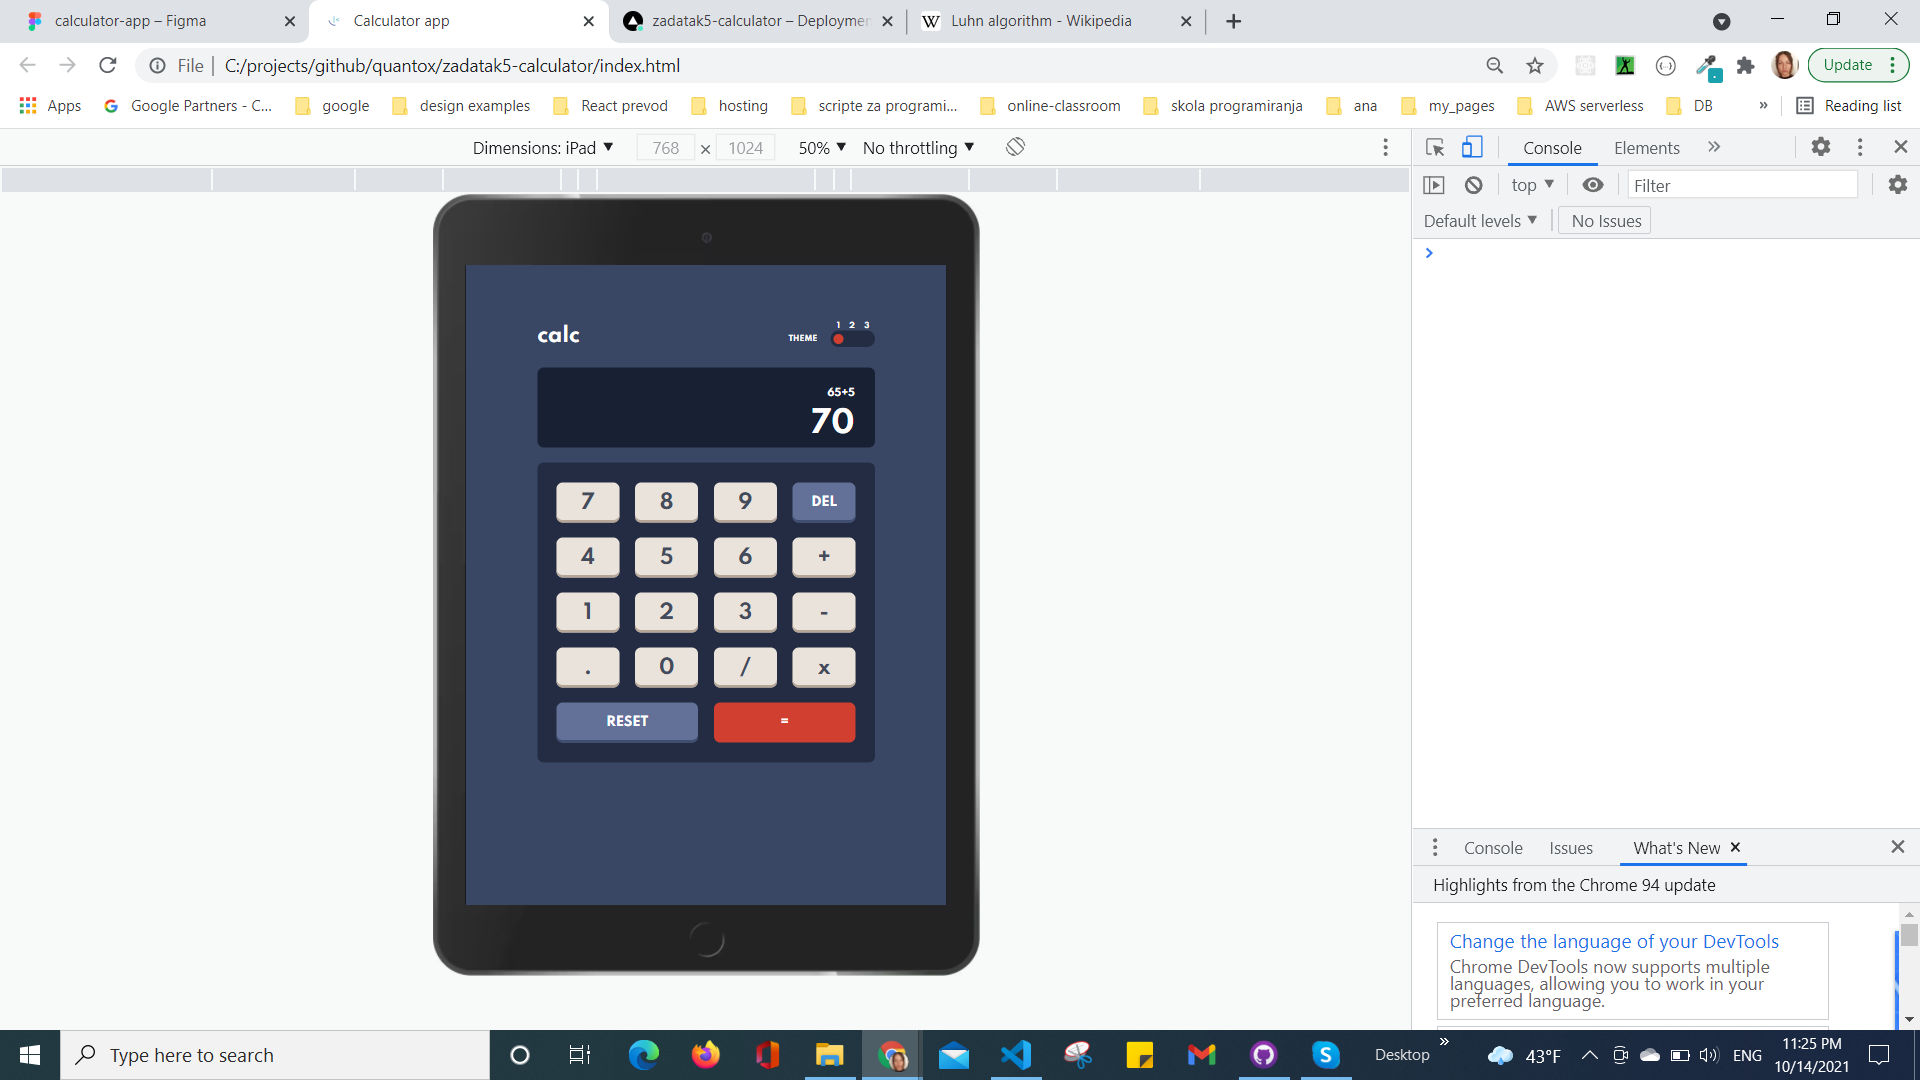 calculator-app – Figma
Calculator app
zadatak5-calculator – Deploymen
Luhn algorithm - Wikipedia
File
C:/projects/github/quantox/zadatak5-calculator/index.html
Update
Apps
Google Partners - C...
google
design examples
React prevod
hosting
scripte za programi...
online-classroom
skola programiranja
ana
my_pages
AWS serverless
DB
»
Reading list
Dimensions: iPad
768 × 1024
50%
No throttling
Console
Elements
»
top
Filter
Default levels
No Issues
calc
THEME
1 2 3
65+5
70
7 8 9 DEL
4 5 6 +
1 2 3 -
. 0 / x
RESET =
Console
Issues
What's New
Highlights from the Chrome 94 update
Change the language of your DevTools
Chrome DevTools now supports multiple
languages, allowing you to work in your
preferred language.
Type here to search
Desktop
»
43°F
ENG
11:25 PM
10/14/2021